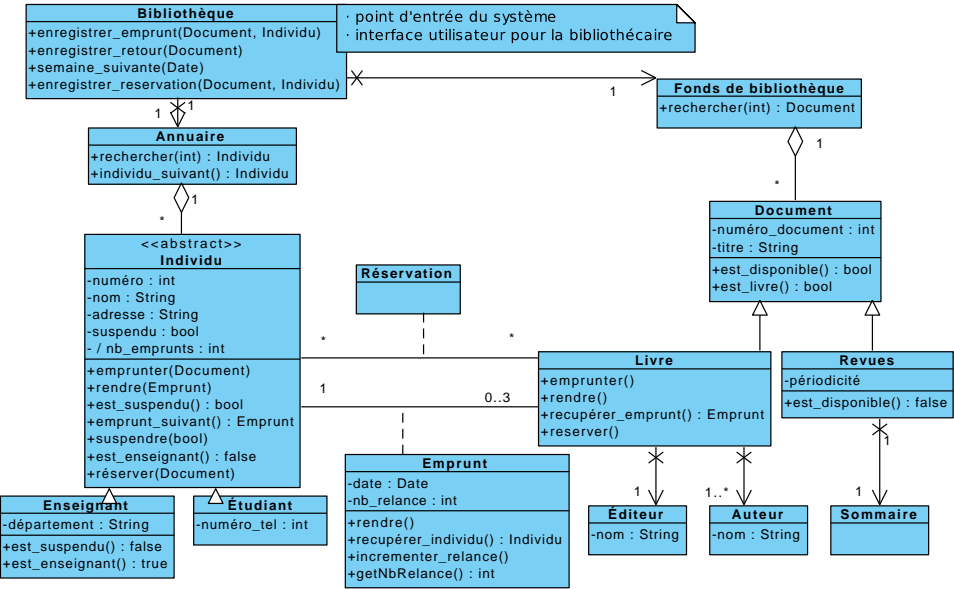 Bibliothèque
+enregistrer_emprunt(Document, Individu)
+enregistrer_retour(Document)
+semaine_suivante(Date)
+enregistrer_reservation(Document, Individu)
· point d'entrée du système
· interface utilisateur pour la bibliothécaire
1
1
1
Fonds de bibliothèque
+rechercher(int) : Document
Annuaire
+rechercher(int) : Individu
+individu_suivant() : Individu
1
*
1
*
Document
-numéro_document : int
-titre : String
+est_disponible() : bool
+est_livre() : bool
<<abstract>>
Individu
-numéro : int
-nom : String
-adresse : String
-suspendu : bool
- / nb_emprunts : int
+emprunter(Document)
+rendre(Emprunt)
+est_suspendu() : bool
+emprunt_suivant() : Emprunt
+suspendre(bool)
+est_enseignant() : false
+réserver(Document)
Réservation
*
*
1
0..3
Livre
+emprunter()
+rendre()
+recupérer_emprunt() : Emprunt
+reserver()
Revues
-périodicité
+est_disponible() : false
1
Emprunt
-date : Date
-nb_relance : int
+rendre()
+recupérer_individu() : Individu
+incrementer_relance()
+getNbRelance() : int
1
1..*
1
Enseignant
-département : String
+est_suspendu() : false
+est_enseignant() : true
Étudiant
-numéro_tel : int
Éditeur
-nom : String
Auteur
-nom : String
Sommaire